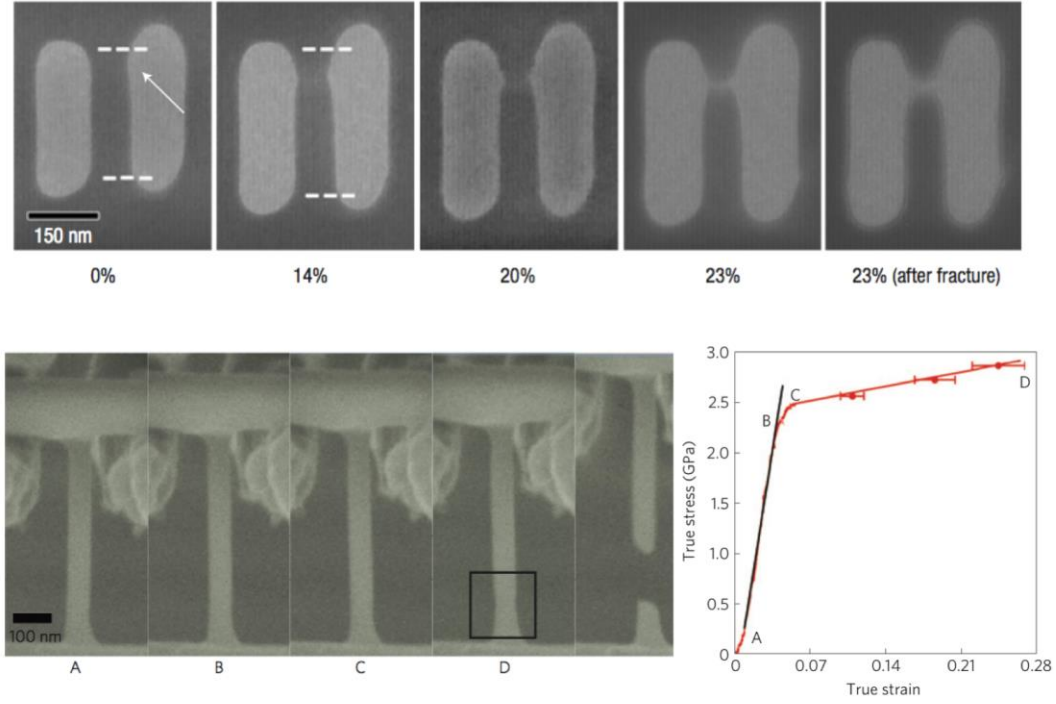 150 nm
0%
14%
20%
23%
23% (after fracture)
100 nm
A
B
C
D
3.0
2.5
2.0
1.5
1.0
0.5
0
True stress (GPa)
A
B
C
D
0
0.07
0.14
0.21
0.28
True strain